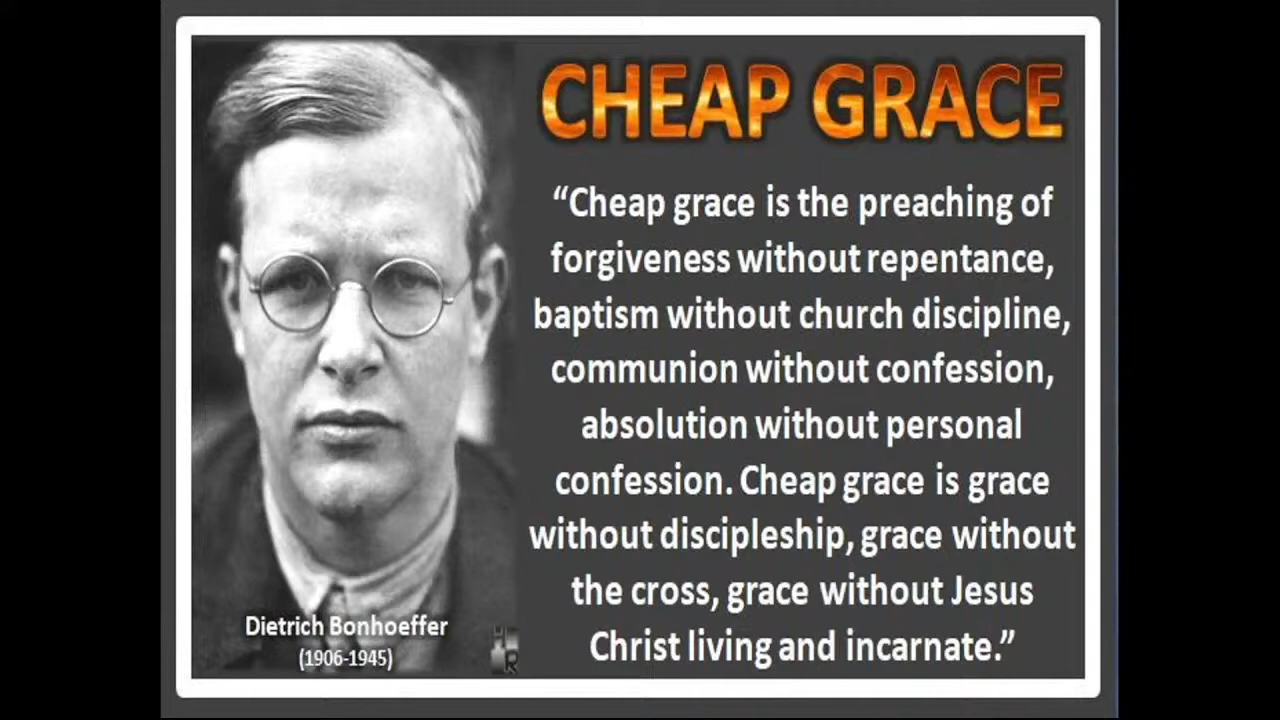 CHEAP GRACE
“Cheap grace is the preaching of
forgiveness without repentance,
baptism without church discipline,
communion without confession,
absolution without personal
confession. Cheap grace is grace
without discipleship, grace without
the cross, grace without Jesus
Christ living and incarnate.”
Dietrich Bonhoeffer
(1906-1945)